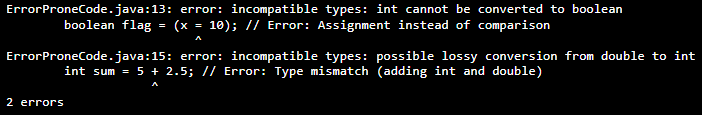 ErrorProneCode.java:13: error: incompatible types: int cannot be converted to boolean
        boolean flag = (x = 10); // Error: Assignment instead of comparison
                          ^
ErrorProneCode.java:15: error: incompatible types: possible lossy conversion from double to int
        int sum = 5 + 2.5; // Error: Type mismatch (adding int and double)
                    ^
2 errors